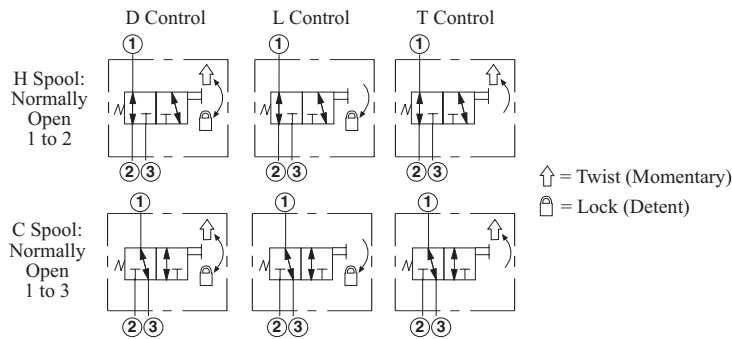 D Control
L Control
T Control
1
1
1
H Spool:
Normally
Open
1 to 2
2 3
2 3
2 3
= Twist (Momentary)
= Lock (Detent)
1
1
1
C Spool:
Normally
Open
1 to 3
2 3
2 3
2 3